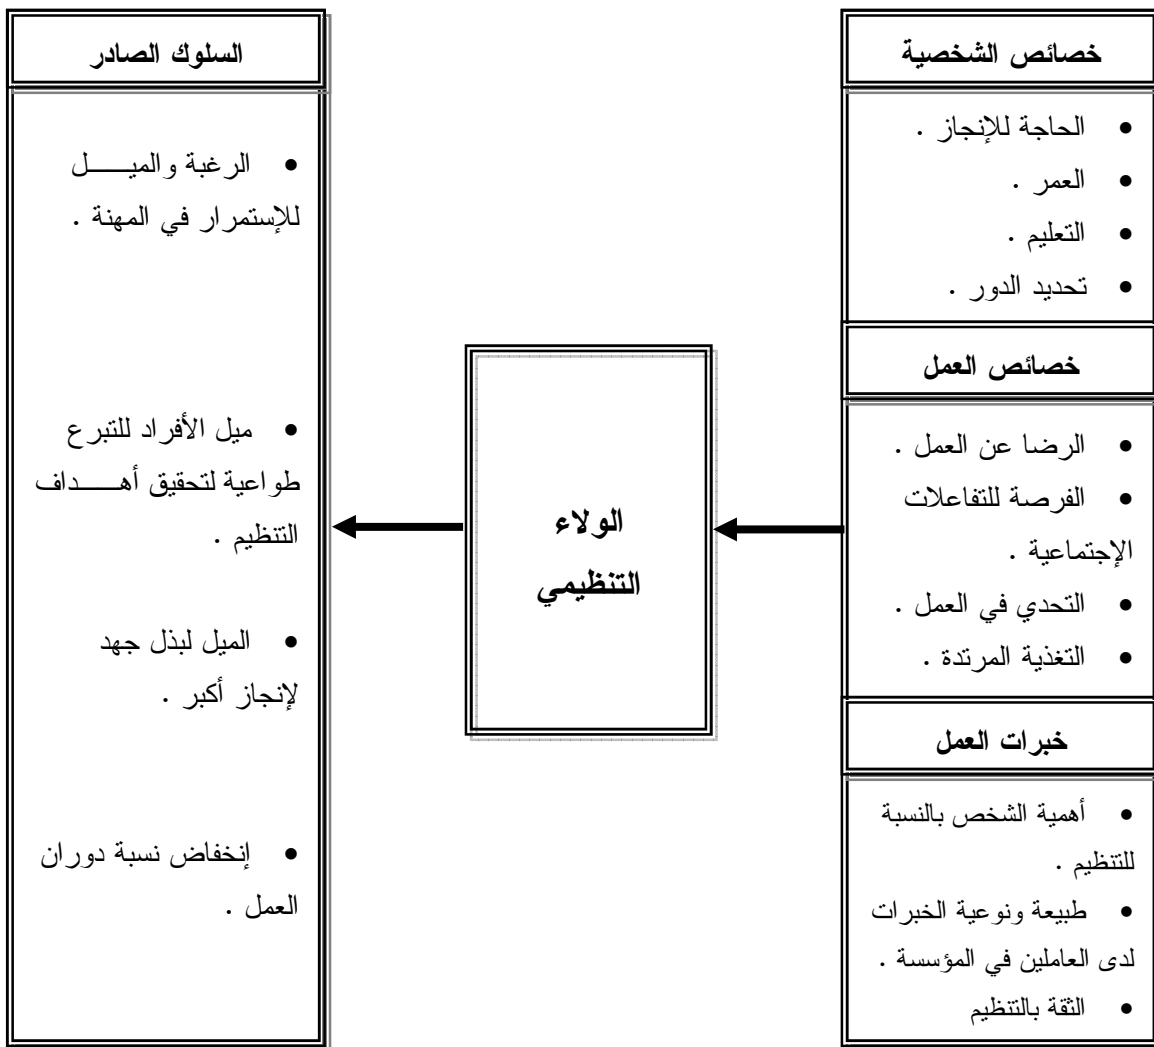 خصائص الشخصية
• الحاجة للإنجاز .
• العمر .
• التعليم .
• تحديد الدور .
خصائص العمل
• الرضا عن العمل .
• الفرصة للتفاعلات
الإجتماعية .
• التحدي في العمل .
• التغذية المرتدة .
خبرات العمل
• أهمية الشخص بالنسبة
للتنظيم .
• طبيعة ونوعية الخبرات
لدى العاملين في المؤسسة .
• الثقة بالتنظيم
الولاء
التنظيمي
السلوك الصادر
• الرغبة والميـــــل
للإستمرار في المهنة .
• ميل الأفراد للتبرع
طواعية لتحقيق أهـــــداف
التنظيم .
• الميل لبذل جهد
لإنجاز أكبر .
• إنخفاض نسبة دوران
العمل .